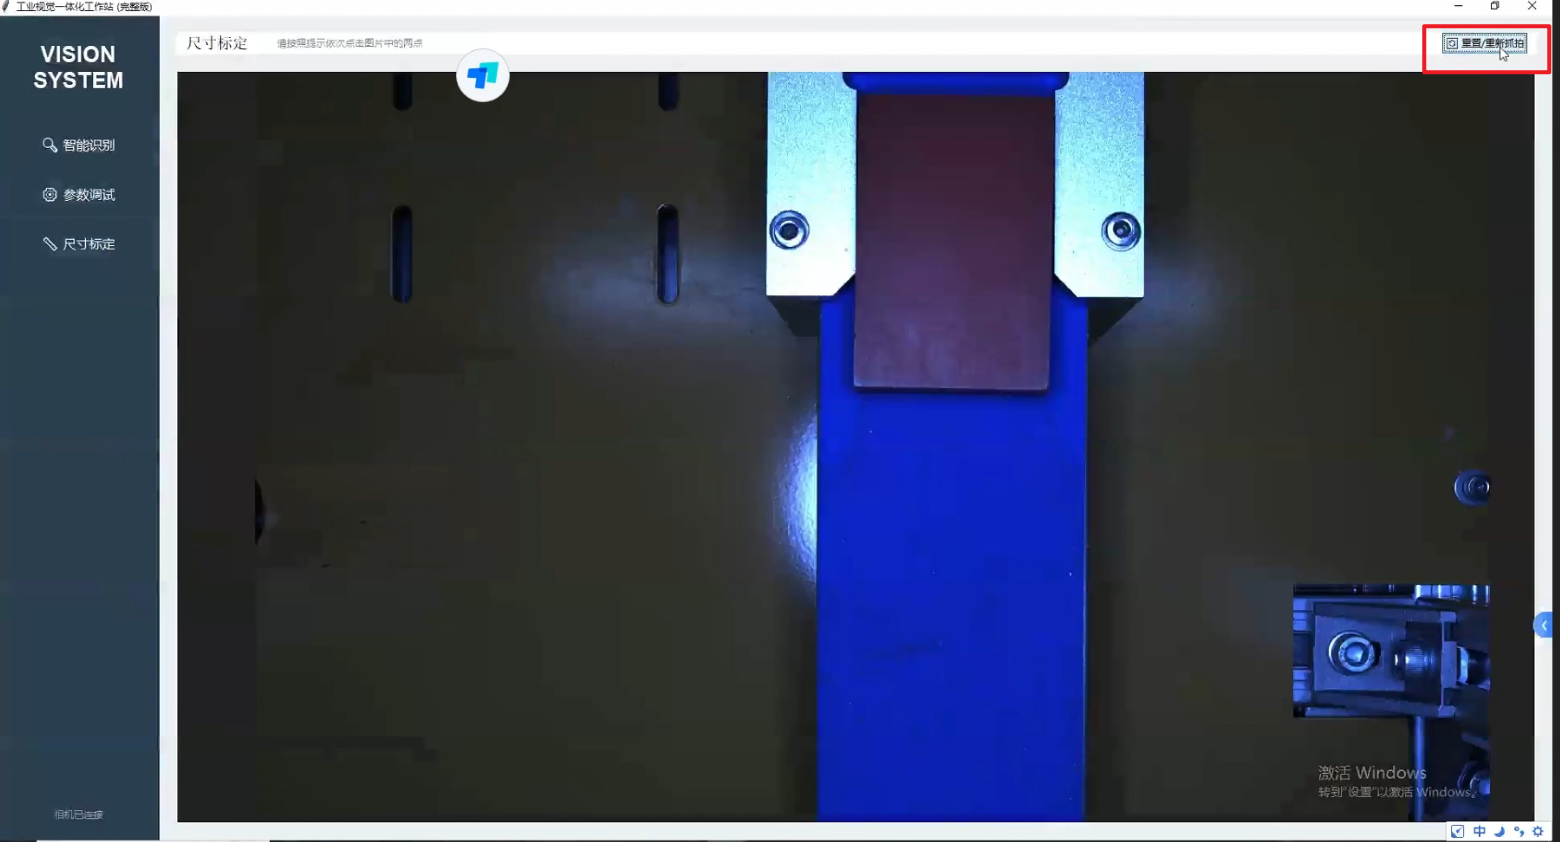 工业视觉一体化工作站 (完整版)
VISION
SYSTEM
智能识别
参数调试
尺寸标定
相机已连接
尺寸标定
请按照提示依次点击图片中的两点
重置/重新抓拍
激活 Windows
转到"设置"以激活 Windows。
中